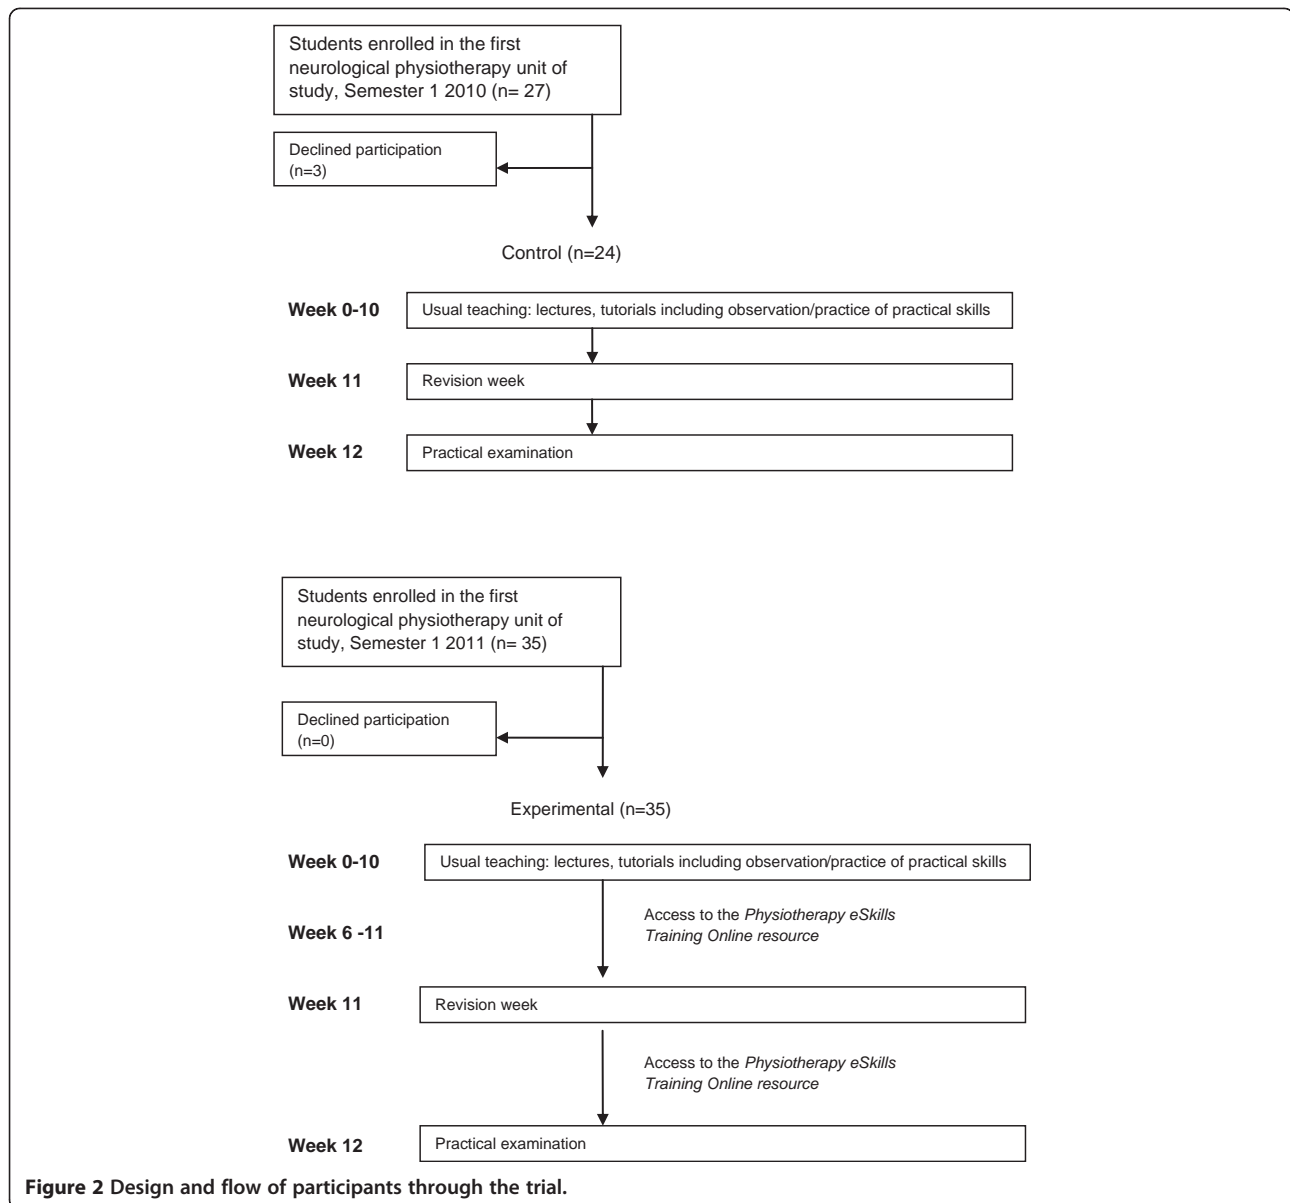 Students enrolled in the first
neurological physiotherapy unit of
study, Semester 1 2010 (n= 27)
Declined participation
(n=3)
Control (n=24)
Week 0-10
Usual teaching: lectures, tutorials including observation/practice of practical skills
Week 11
Revision week
Week 12
Practical examination
Students enrolled in the first
neurological physiotherapy unit of
study, Semester 1 2011 (n= 35)
Declined participation
(n=0)
Experimental (n=35)
Week 0-10
Usual teaching: lectures, tutorials including observation/practice of practical skills
Week 6 -11
Access to the Physiotherapy eSkills
Training Online resource
Week 11
Revision week
Access to the Physiotherapy eSkills
Training Online resource
Week 12
Practical examination
Figure 2 Design and flow of participants through the trial.